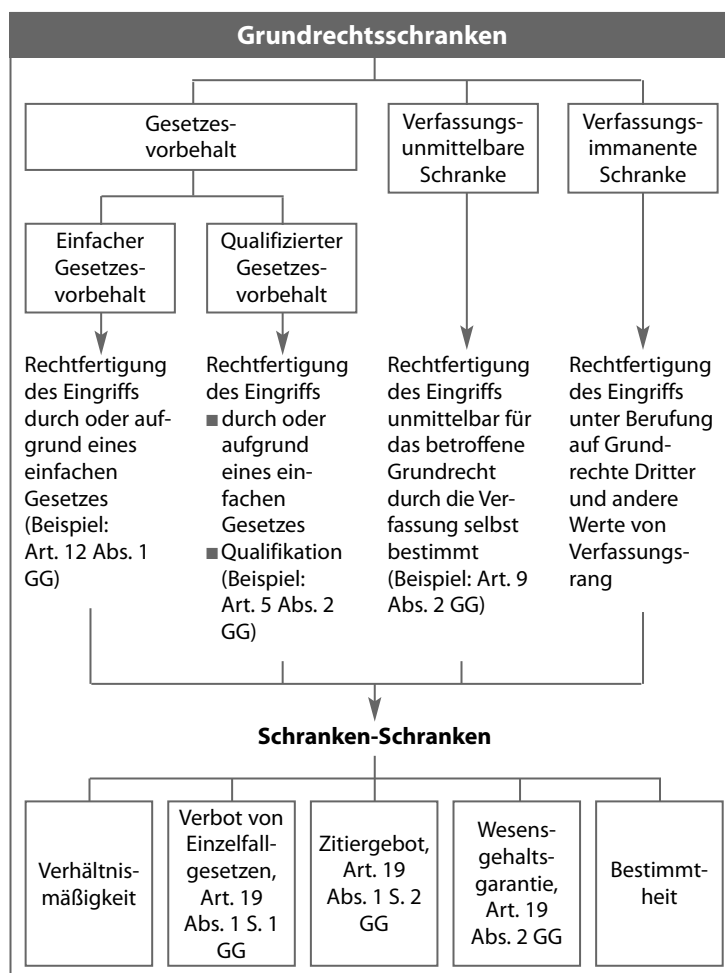 Grundrechtsschranken
Gesetzes-
vorbehalt
Verfassungs-
unmittelbare
Schranke
Verfassungs-
immanente
Schranke
Einfacher
Gesetzes-
vorbehalt
Qualifizierter
Gesetzes-
vorbehalt
Rechtfertigung
des Eingriffs
durch oder auf-
grund eines
einfachen
Gesetzes
(Beispiel:
Art. 12 Abs. 1
GG)
Rechtfertigung
des Eingriffs
■ durch oder
aufgrund
eines ein-
fachen
Gesetzes
■ Qualifikation
(Beispiel:
Art. 5 Abs. 2
GG)
Rechtfertigung
des Eingriffs
unmittelbar für
das betroffene
Grundrecht
durch die Ver-
fassung selbst
bestimmt
(Beispiel: Art. 9
Abs. 2 GG)
Rechtfertigung
des Eingriffs
unter Berufung
auf Grund-
rechte Dritter
und andere
Werte von
Verfassungs-
rang
Schranken-Schranken
Verhältnis-
mäßigkeit
Verbot von
Einzelfall-
gesetzen,
Art. 19
Abs. 1 S. 1
GG
Zitiergebot,
Art. 19
Abs. 1 S. 2
GG
Wesens-
gehalts-
garantie,
Art. 19
Abs. 2 GG
Bestimmt-
heit